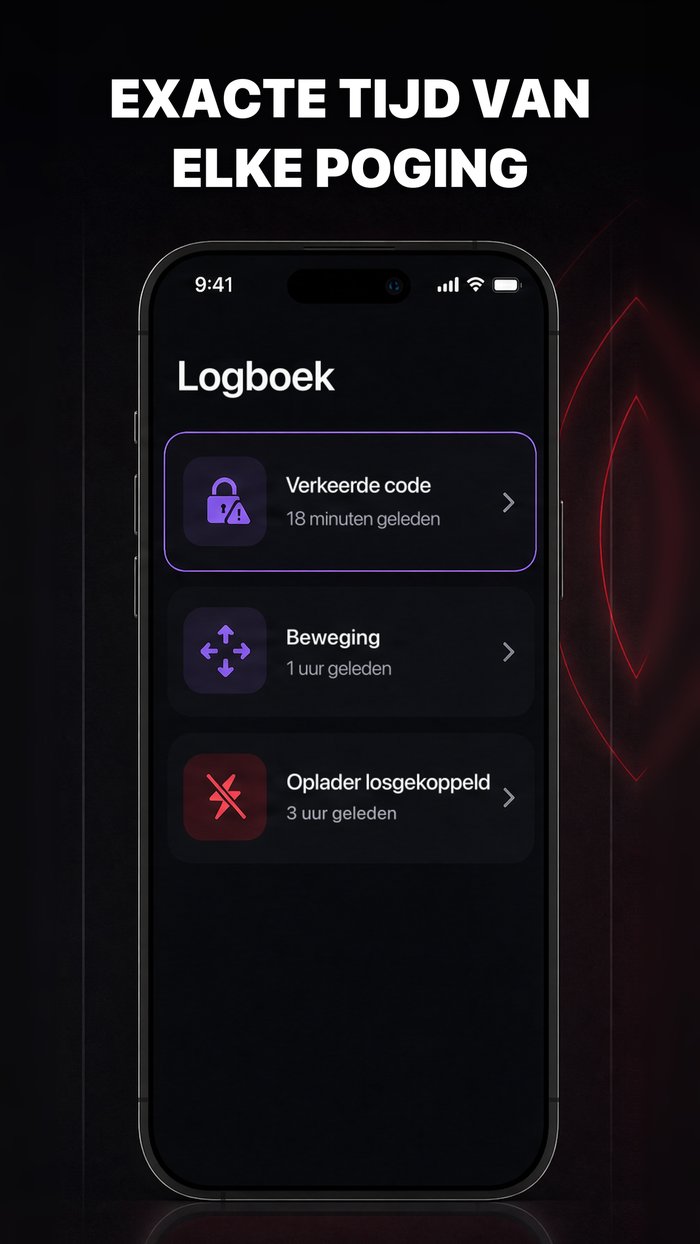 EXACTE TIJD VAN
ELKE POGING
9:41
Logboek
Verkeerde code
18 minuten geleden
Beweging
1 uur geleden
Oplader losgekoppeld
3 uur geleden